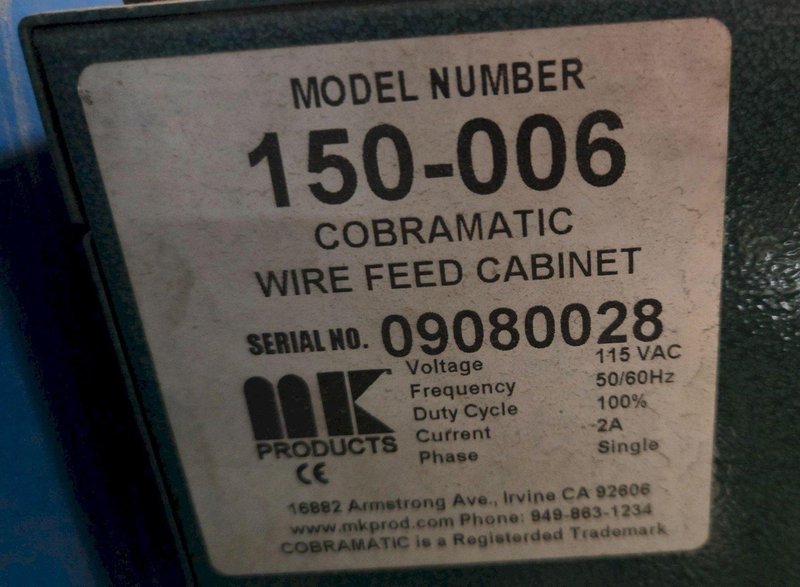 MODEL NUMBER
150-006
COBRAMATIC
WIRE FEED CABINET
SERIAL NO. 09080028
Voltage 115 VAC
Frequency 50/60Hz
Duty Cycle 100%
Current 2A
Phase Single
MK
PRODUCTS
CE
16882 Armstrong Ave., Irvine CA 92606
www.mkprod.com Phone: 949-863-1234
COBRAMATIC is a Registerded Trademark